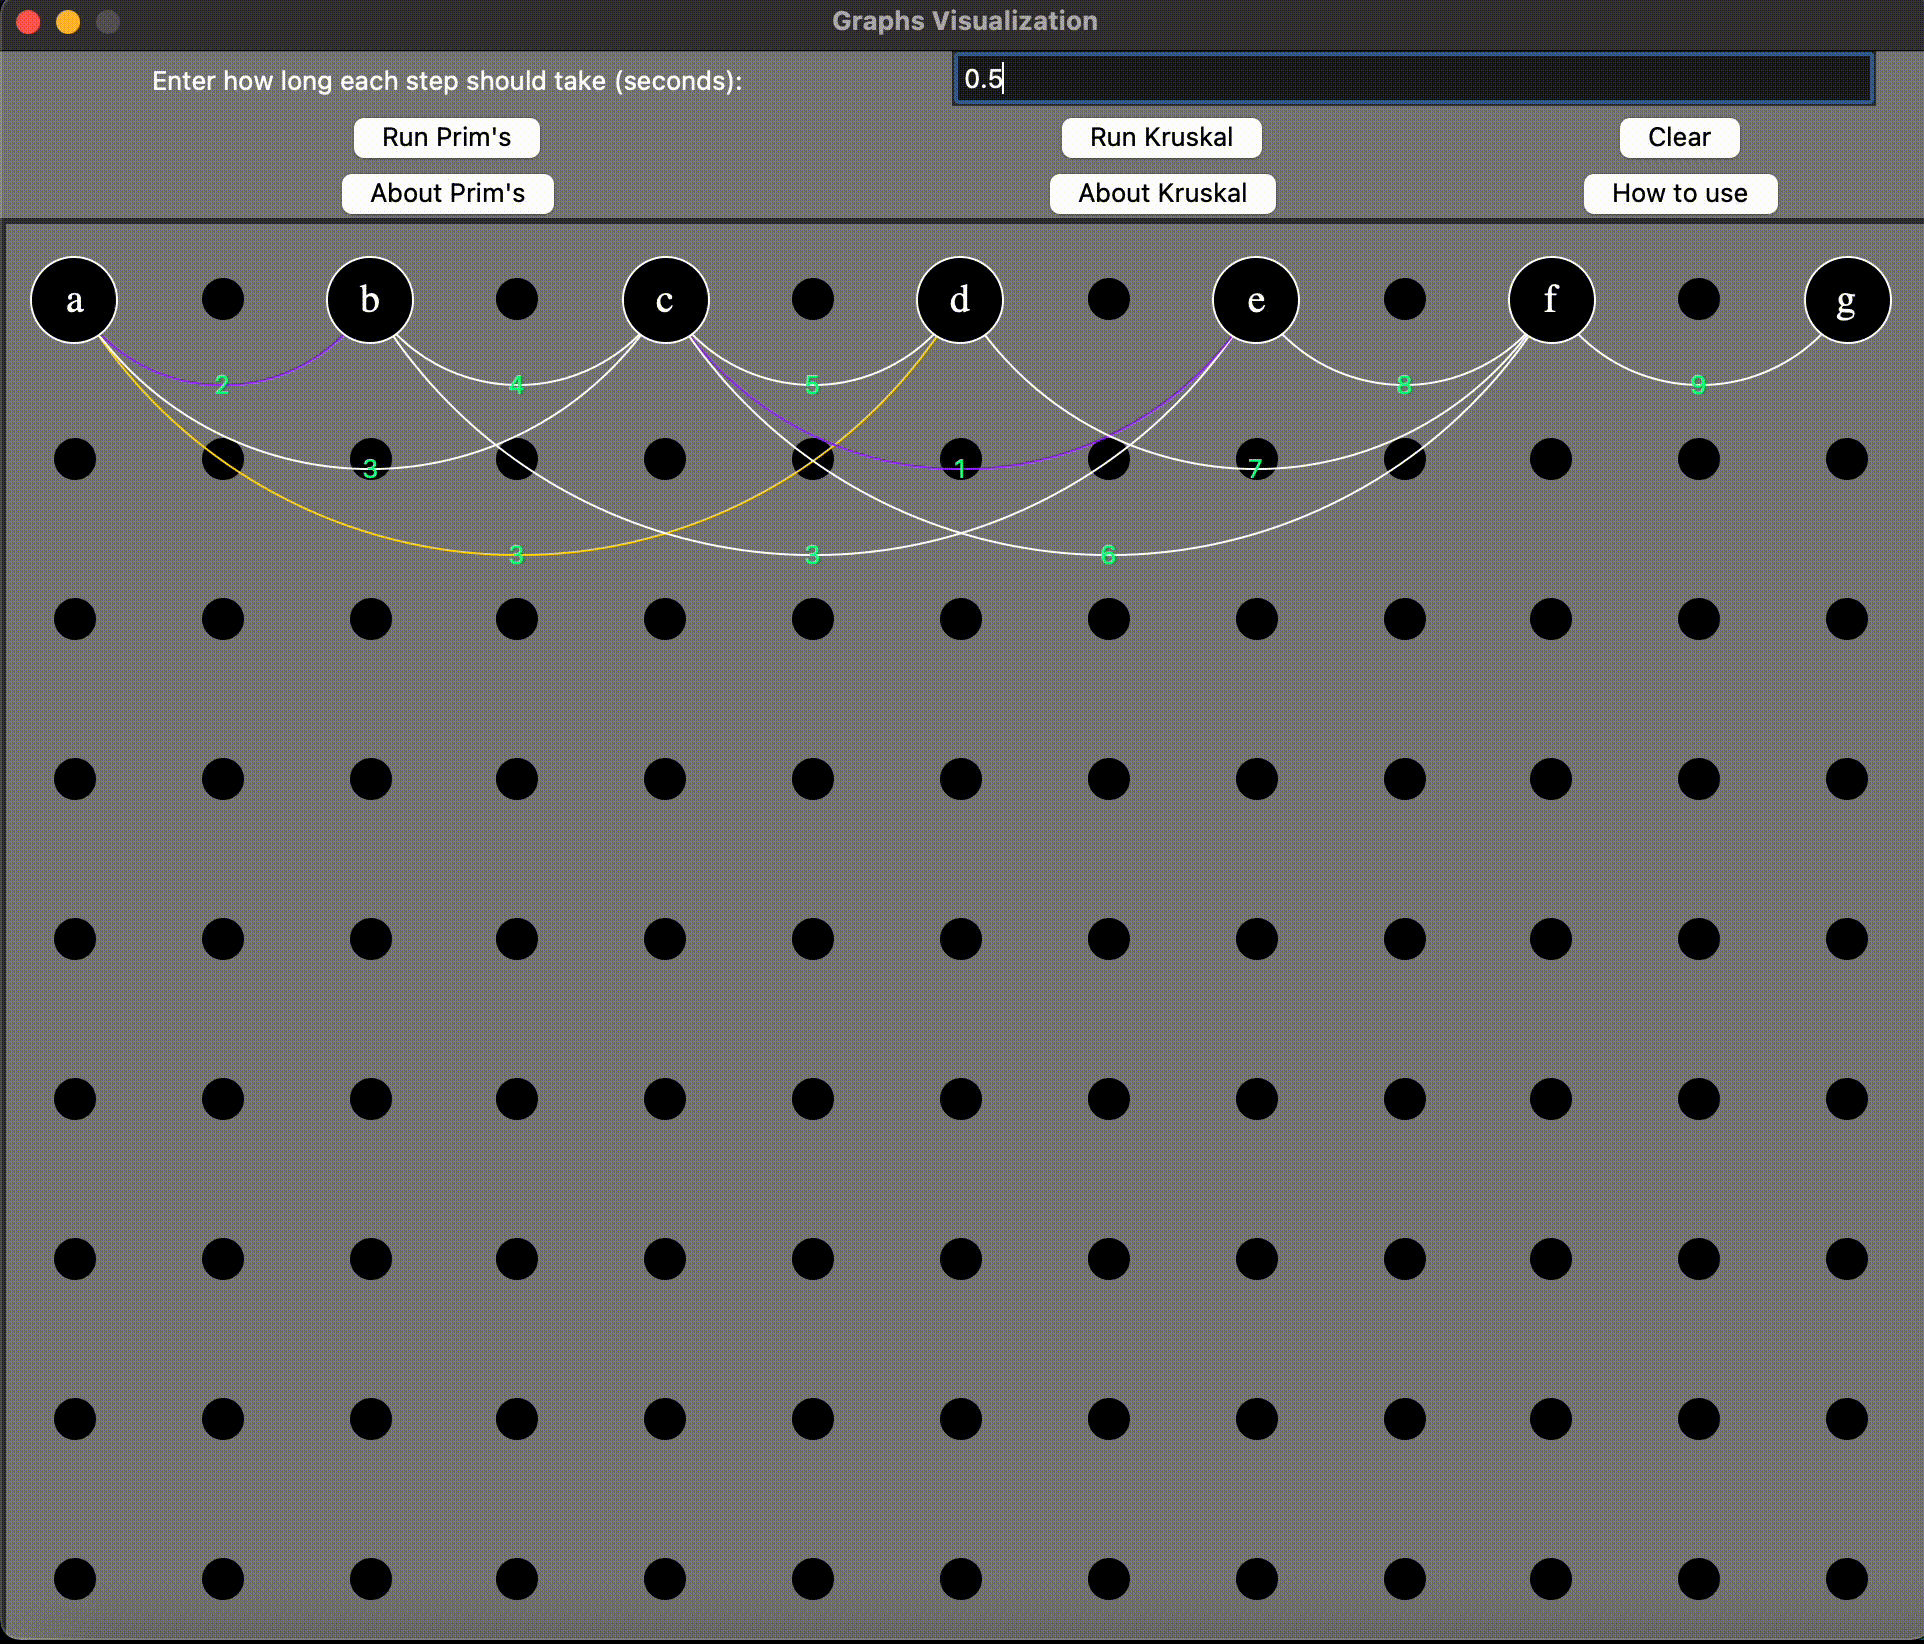 Graphs Visualization
Enter how long each step should take (seconds): 0.5
Run Prim's Run Kruskal Clear
About Prim's About Kruskal How to use
a b c d e f g
2 4 5 8 9
3 1 7
3 3 6